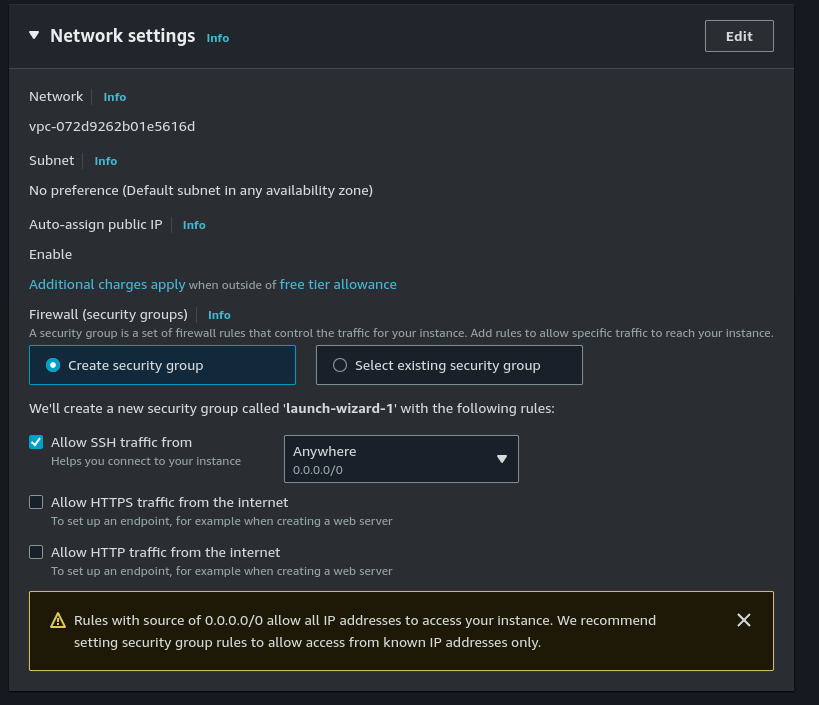 Network settings Info
Edit
Network Info
vpc-072d9262b01e5616d
Subnet Info
No preference (Default subnet in any availability zone)
Auto-assign public IP Info
Enable
Additional charges apply when outside of free tier allowance
Firewall (security groups) Info
A security group is a set of firewall rules that control the traffic for your instance. Add rules to allow specific traffic to reach your instance.
Create security group
Select existing security group
We'll create a new security group called 'launch-wizard-1' with the following rules:
Allow SSH traffic from
Helps you connect to your instance
Anywhere
0.0.0.0/0
Allow HTTPS traffic from the internet
To set up an endpoint, for example when creating a web server
Allow HTTP traffic from the internet
To set up an endpoint, for example when creating a web server
Rules with source of 0.0.0.0/0 allow all IP addresses to access your instance. We recommend
setting security group rules to allow access from known IP addresses only.